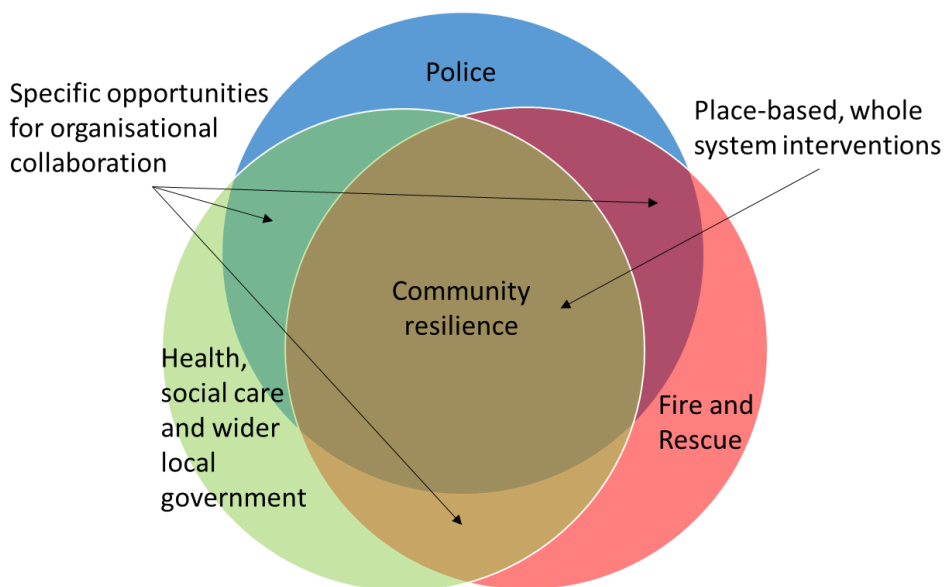 Police
Specific opportunities
for organisational
collaboration
Place-based, whole
system interventions
Community
resilience
Health,
social care
and wider
local
government
Fire and
Rescue